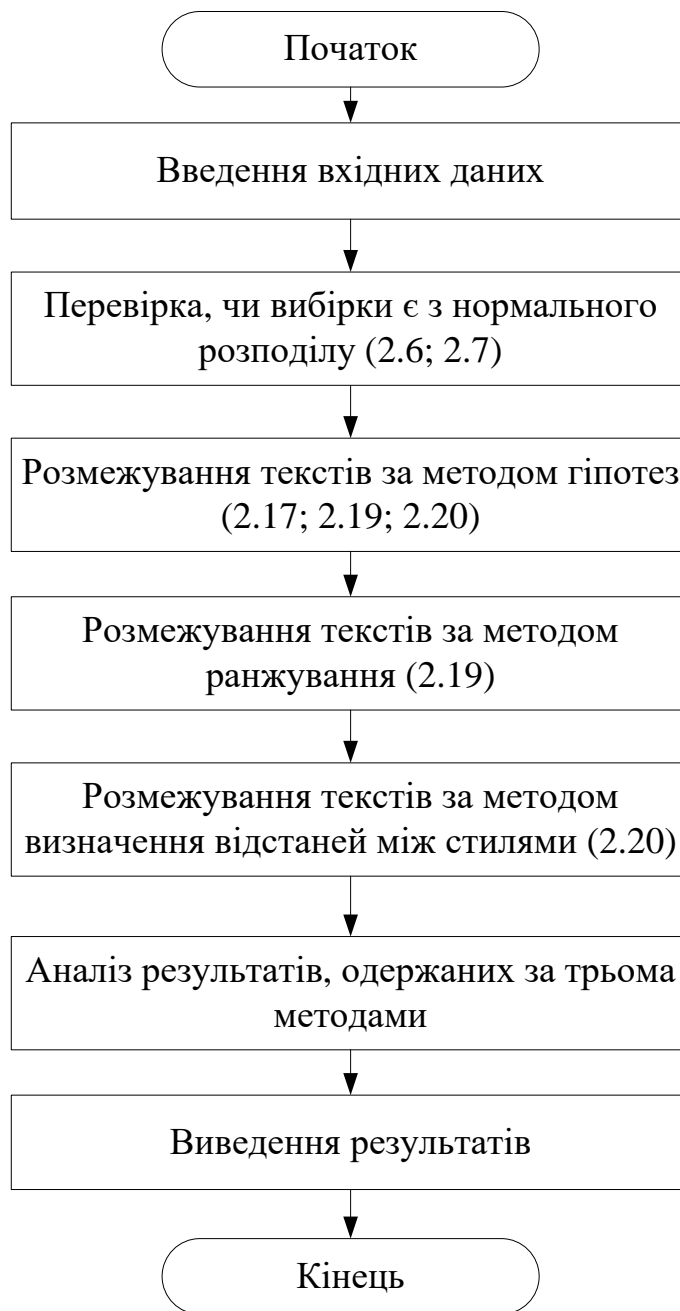 Початок
Введення вхідних даних
Перевірка, чи вибірки є з нормального
розподілу (2.6; 2.7)
Розмежування текстів за методом гіпотез
(2.17; 2.19; 2.20)
Розмежування текстів за методом
ранжування (2.19)
Розмежування текстів за методом
визначення відстаней між стилями (2.20)
Аналіз результатів, одержаних за трьома
методами
Виведення результатів
Кінець